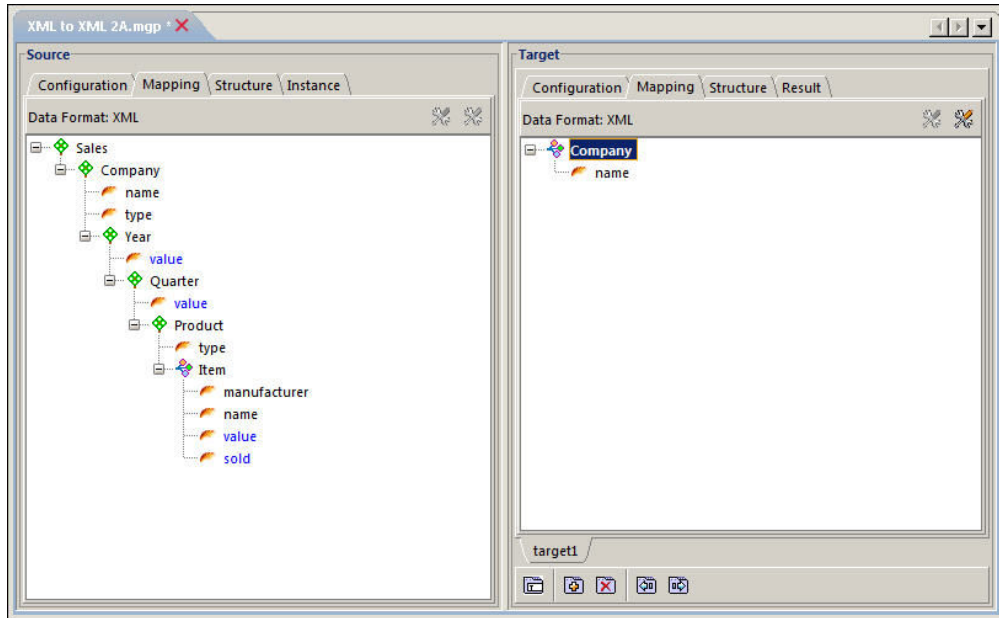 XML to XML 2A.mgp *
Source
Configuration Mapping Structure Instance
Data Format: XML
Sales
Company
name
type
Year
value
Quarter
value
Product
type
Item
manufacturer
name
value
sold
Target
Configuration Mapping Structure Result
Data Format: XML
Company
name
target1